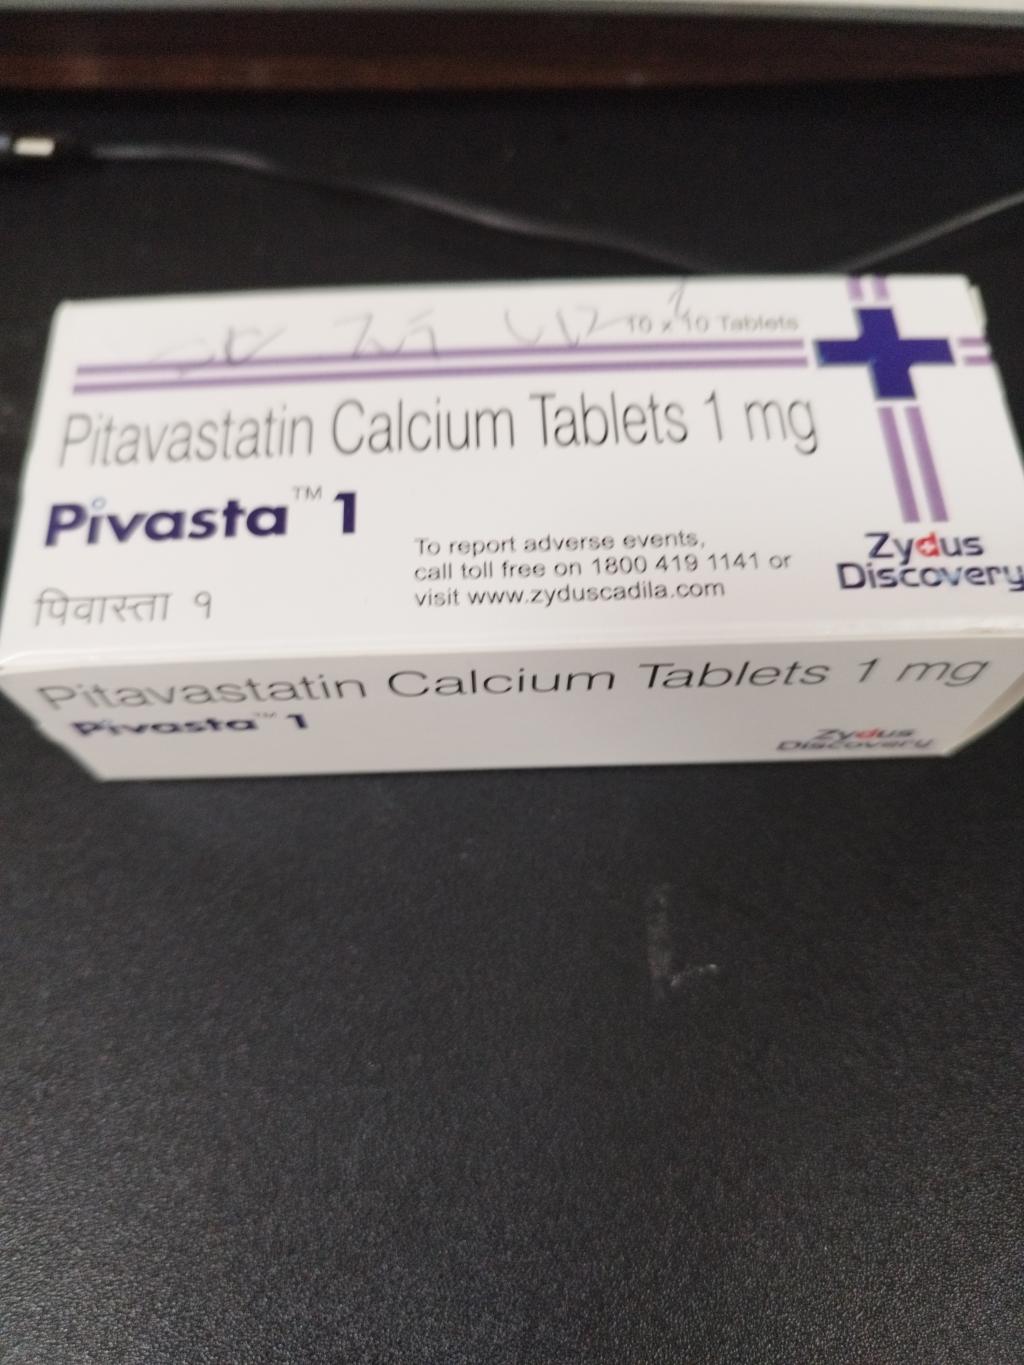 10 x 10 Tablets
Pitavastatin Calcium Tablets 1 mg
Pivasta™ 1
पिवास्ता १
To report adverse events,
call toll free on 1800 419 1141 or
visit www.zyduscadila.com
Zydus
Discovery
Pitavastatin Calcium Tablets 1 mg
Pivasta™ 1
Zydus
Discovery